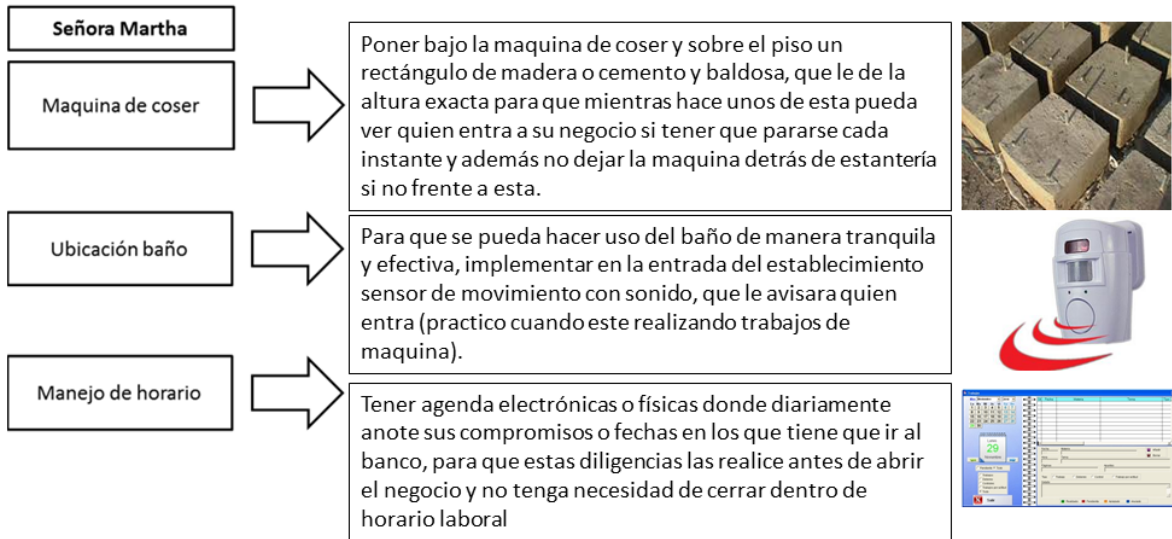 Señora Martha
Maquina de coser
Poner bajo la maquina de coser y sobre el piso un
rectángulo de madera o cemento y baldosa, que le de la
altura exacta para que mientras hace unos de esta pueda
ver quien entra a su negocio si tener que pararse cada
instante y además no dejar la maquina detrás de estantería
si no frente a esta.
Ubicación baño
Para que se pueda hacer uso del baño de manera tranquila
y efectiva, implementar en la entrada del establecimiento
sensor de movimiento con sonido, que le avisara quien
entra (practico cuando este realizando trabajos de
maquina).
Manejo de horario
Tener agenda electrónicas o físicas donde diariamente
anote sus compromisos o fechas en los que tiene que ir al
banco, para que estas diligencias las realice antes de abrir
el negocio y no tenga necesidad de cerrar dentro de
horario laboral
29